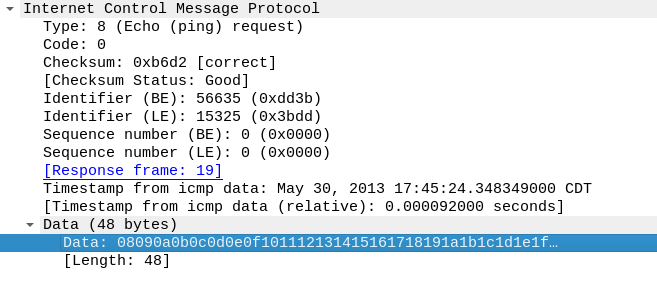 Internet Control Message Protocol
Type: 8 (Echo (ping) request)
Code: 0
Checksum: 0xb6d2 [correct]
[Checksum Status: Good]
Identifier (BE): 56635 (0xdd3b)
Identifier (LE): 15325 (0x3bdd)
Sequence number (BE): 0 (0x0000)
Sequence number (LE): 0 (0x0000)
[Response frame: 19]
Timestamp from icmp data: May 30, 2013 17:45:24.348349000 CDT
[Timestamp from icmp data (relative): 0.000092000 seconds]
Data (48 bytes)
Data: 08090a0b0c0d0e0f101112131415161718191a1b1c1d1e1f…
[Length: 48]